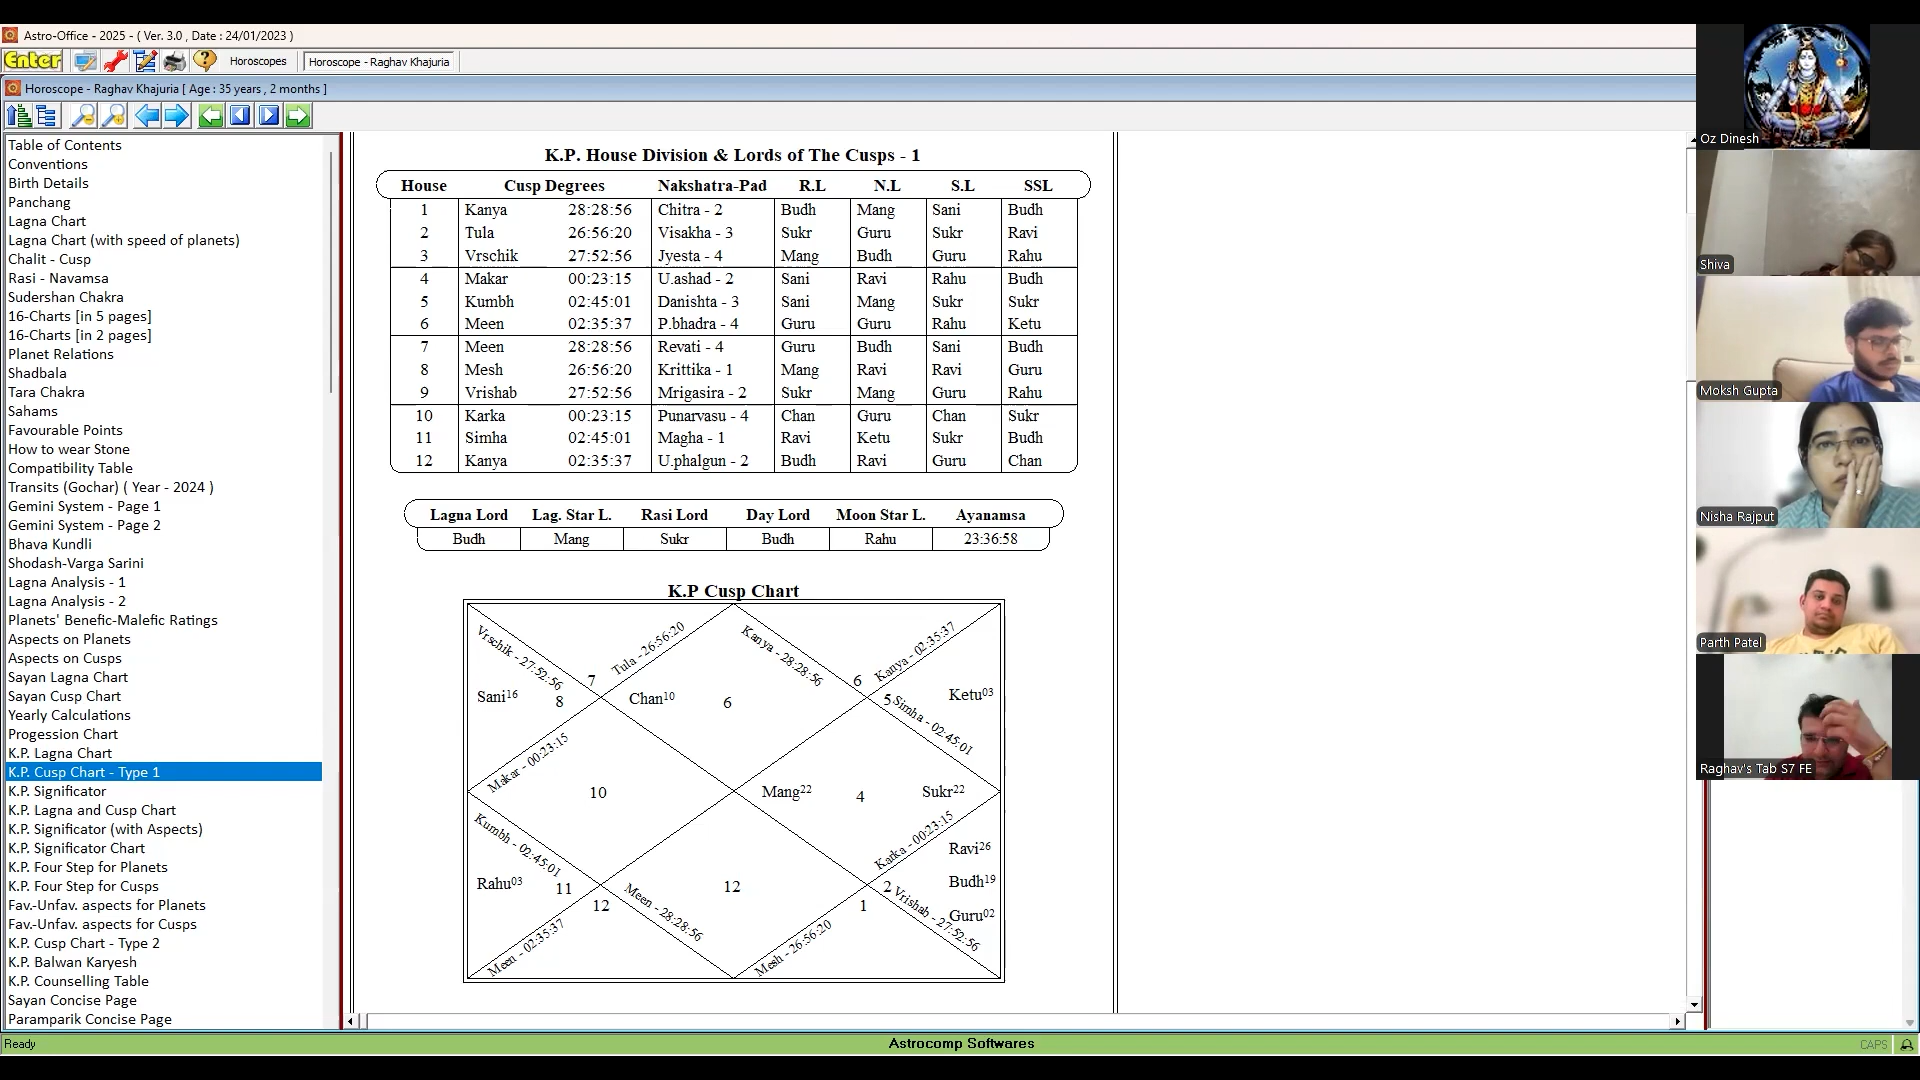 Astro-Office - 2025 - ( Ver. 3.0 , Date : 24/01/2023 )
Enter Horoscopes Horoscope - Raghav Khajuria
Horoscope - Raghav Khajuria [ Age : 35 years , 2 months ]
Table of Contents
Conventions
Birth Details
Panchang
Lagna Chart
Lagna Chart (with speed of planets)
Chalit - Cusp
Rasi - Navamsa
Sudershan Chakra
16-Charts [in 5 pages]
16-Charts [in 2 pages]
Planet Relations
Shadbala
Tara Chakra
Sahams
Favourable Points
How to wear Stone
Compatibility Table
Transits (Gochar) ( Year - 2024 )
Gemini System - Page 1
Gemini System - Page 2
Bhava Kundli
Shodash-Varga Sarini
Lagna Analysis - 1
Lagna Analysis - 2
Planets' Benefic-Malefic Ratings
Aspects on Planets
Aspects on Cusps
Sayan Lagna Chart
Sayan Cusp Chart
Yearly Calculations
Progession Chart
K.P. Lagna Chart
K.P. Cusp Chart - Type 1
K.P. Significator
K.P. Lagna and Cusp Chart
K.P. Significator (with Aspects)
K.P. Significator Chart
K.P. Four Step for Planets
K.P. Four Step for Cusps
Fav.-Unfav. aspects for Planets
Fav.-Unfav. aspects for Cusps
K.P. Cusp Chart - Type 2
K.P. Balwan Karyesh
K.P. Counselling Table
Sayan Concise Page
Paramparik Concise Page
K.P. House Division & Lords of The Cusps - 1
House Cusp Degrees Nakshatra-Pad R.L N.L S.L SSL
1 Kanya 28:28:56 Chitra - 2 Budh Mang Sani Budh
2 Tula 26:56:20 Visakha - 3 Sukr Guru Sukr Ravi
3 Vrschik 27:52:56 Jyesta - 4 Mang Budh Guru Rahu
4 Makar 00:23:15 U.ashad - 2 Sani Ravi Rahu Budh
5 Kumbh 02:45:01 Danishta - 3 Sani Mang Sukr Sukr
6 Meen 02:35:37 P.bhadra - 4 Guru Guru Rahu Ketu
7 Meen 28:28:56 Revati - 4 Guru Budh Sani Budh
8 Mesh 26:56:20 Krittika - 1 Mang Ravi Ravi Guru
9 Vrishab 27:52:56 Mrigasira - 2 Sukr Mang Guru Rahu
10 Karka 00:23:15 Punarvasu - 4 Chan Guru Chan Sukr
11 Simha 02:45:01 Magha - 1 Ravi Ketu Sukr Budh
12 Kanya 02:35:37 U.phalgun - 2 Budh Ravi Guru Chan
Lagna Lord Lag. Star L. Rasi Lord Day Lord Moon Star L. Ayanamsa
Budh Mang Sukr Budh Rahu 23:36:58
K.P Cusp Chart
Vrschik - 27:52:56
Tula - 26:56:20
Kanya - 28:28:56
Kanya - 02:35:37
7
6
Sani16
8
Chan10
6
5
Simha - 02:45:01
Ketu03
Makar - 00:23:15
10
Mang22
4
Sukr22
Kumbh - 02:45:01
Karka - 00:23:15
Ravi26
Rahu03
11
12
Meen - 28:28:56
12
2
Vrishab - 27:52:56
Budh19
1
Guru02
Meen - 02:35:37
Mesh - 26:56:20
Oz Dinesh
Shiva
Moksh Gupta
Nisha Rajput
Parth Patel
Raghav's Tab S7 FE
Ready Astrocomp Softwares CAPS